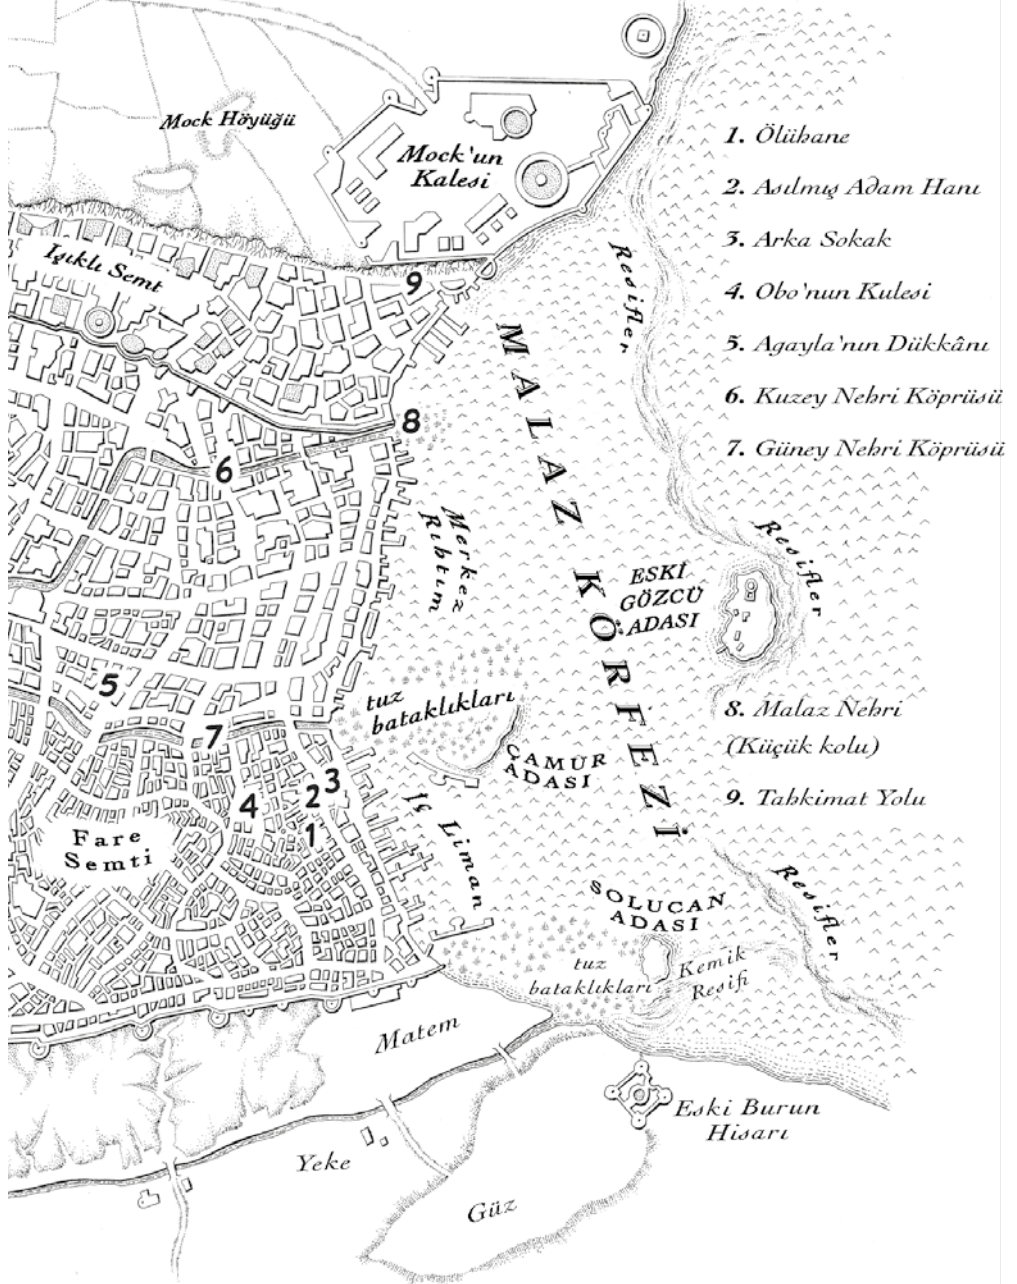 Mock Höyüğü
Mock'un
Kalesi
1. Ölühane
2. Asılmış Adam Hanı
3. Arka Sokak
4. Obo'nun Kulesi
5. Agayla'nın Dükkânı
6. Kuzey Nehri Köprüsü
7. Güney Nehri Köprüsü
Işıklı Semt
9
Resifler
MALAZ KÖRFEZİ
8
6
Merkez
Rıhtım
Resifler
ESKİ
GÖZCÜ
ADASI
5
tuz
bataklıkları
7
8. Malaz Nehri
(Küçük kolu)
9. Tahkimat Yolu
ÇAMUR
ADASI
3
2
4
1
İç Liman
Fare
Semti
Resifler
SOLUCAN
ADASI
tuz
bataklıkları
Kemik
Resifi
Matem
Eski Burun
Hisarı
Yeke
Güz